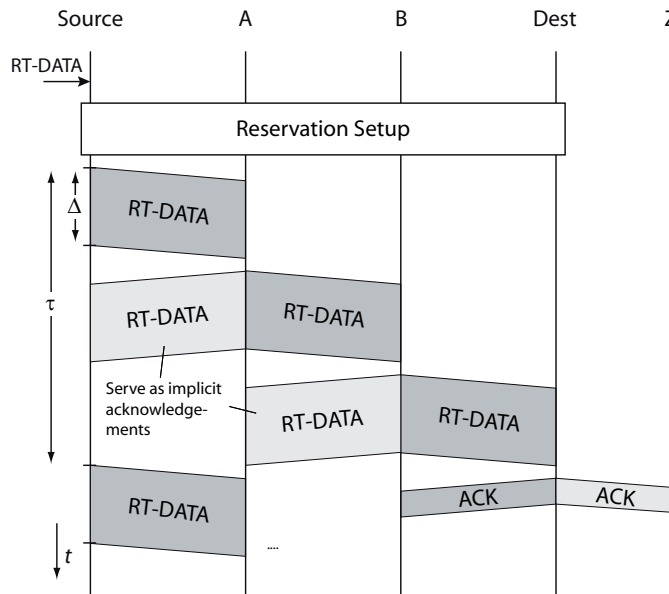 Source A B Dest Z
RT-DATA
Reservation Setup
Δ
RT-DATA
τ
RT-DATA RT-DATA
Serve as implicit
acknowledge-
ments
RT-DATA RT-DATA
RT-DATA
ACK ACK
t
....